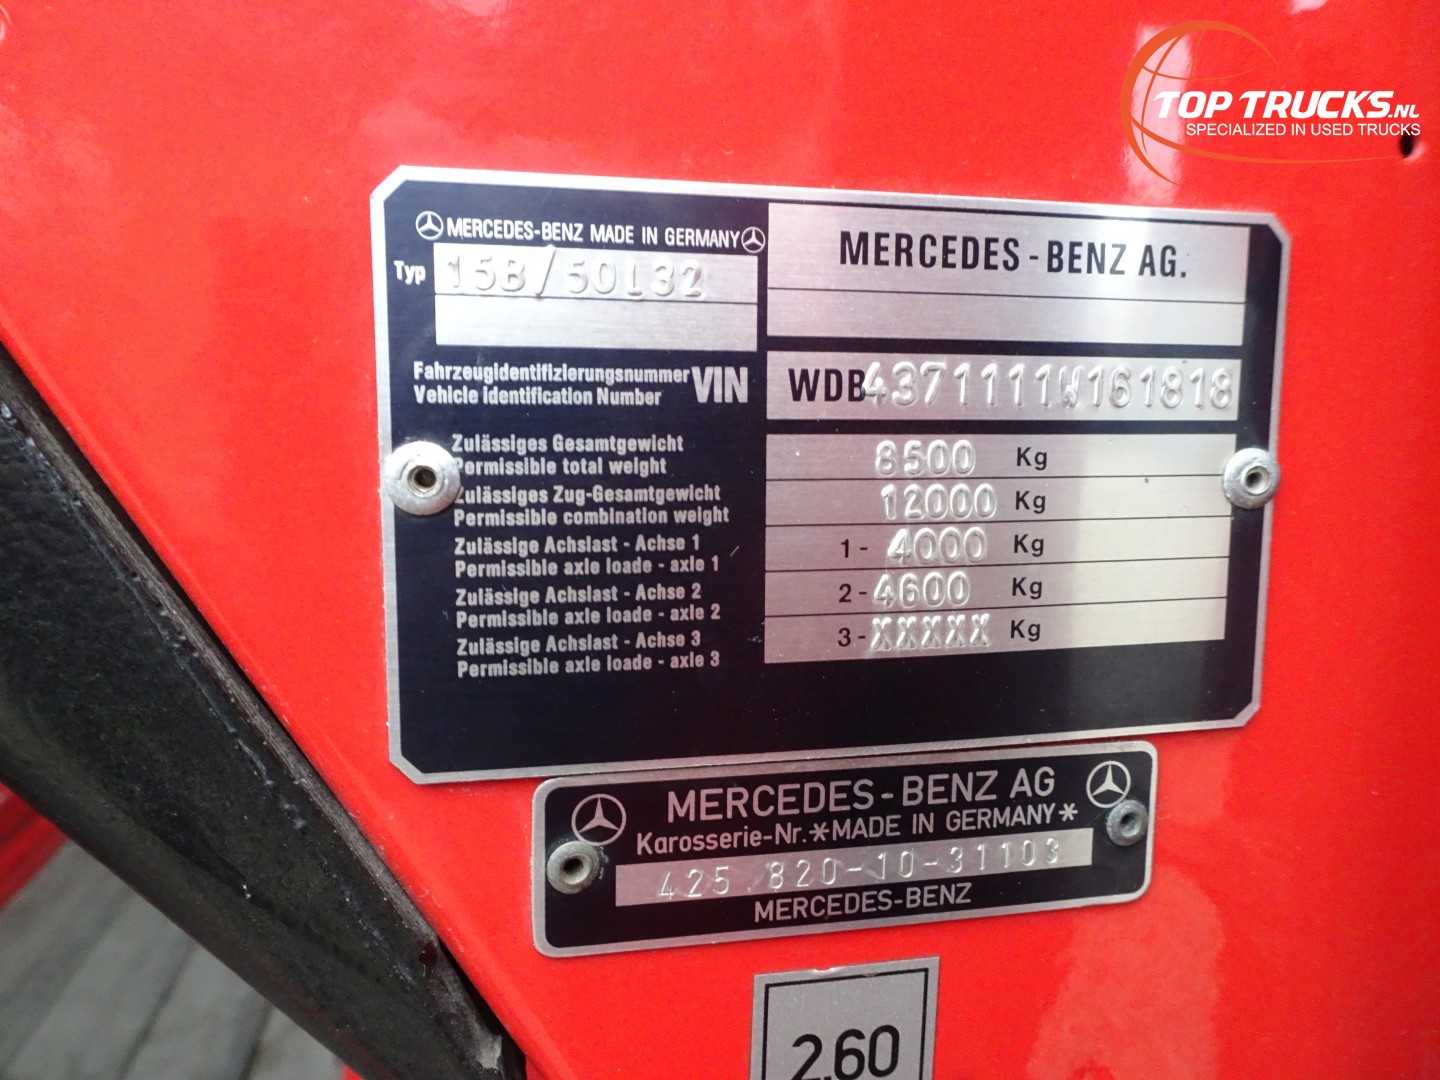 TOP TRUCKS.NL
SPECIALIZED IN USED TRUCKS
MERCEDES-BENZ MADE IN GERMANY
MERCEDES - BENZ AG.
Typ 15B/50L32
Fahrzeugidentifizierungsnummer
Vehicle Identification Number
VIN
WDB4371111W161818
Zulässiges Gesamtgewicht
Permissible total weight
8500 Kg
Zulässiges Zug-Gesamtgewicht
Permissible combination weight
12000 Kg
Zulässige Achslast - Achse 1
Permissible axle loade - axle 1
1- 4000 Kg
Zulässige Achslast - Achse 2
Permissible axle loade - axle 2
2- 4600 Kg
Zulässige Achslast - Achse 3
Permissible axle loade - axle 3
3- XXXXX Kg
MERCEDES - BENZ AG
Karosserie-Nr.*MADE IN GERMANY*
425.820-10-311103
MERCEDES-BENZ
2.60